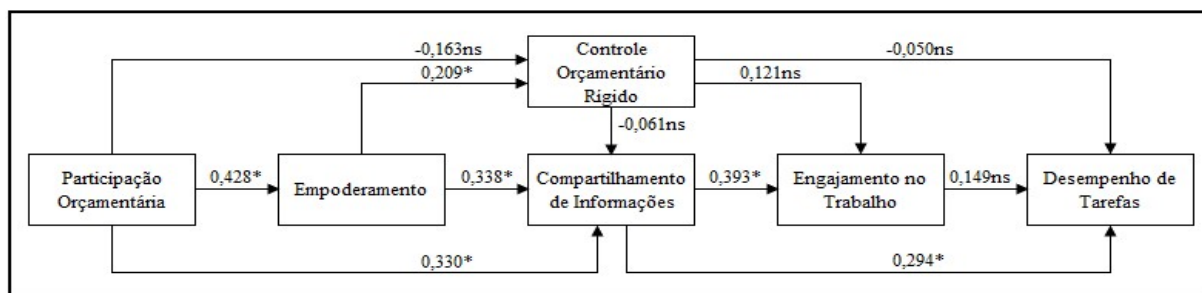 -0,163ns
Controle
Orçamentário
Rígido
-0,050ns
0,209*
0,121ns
-0,061ns
Participação
Orçamentária
0,428*
Empoderamento
0,338*
Compartilhamento
de Informações
0,393*
Engajamento no
Trabalho
0,149ns
Desempenho de
Tarefas
0,330*
0,294*